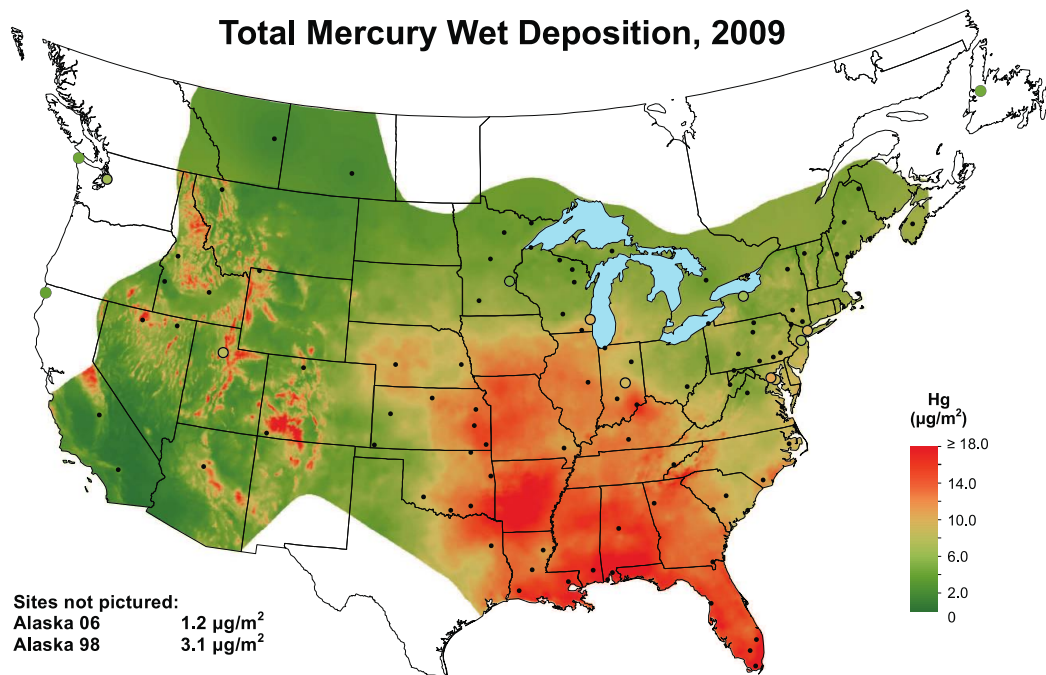 Total Mercury Wet Deposition, 2009
Hg
(µg/m²)
≥ 18.0
14.0
10.0
6.0
2.0
0
Sites not pictured:
Alaska 06 1.2 µg/m²
Alaska 98 3.1 µg/m²